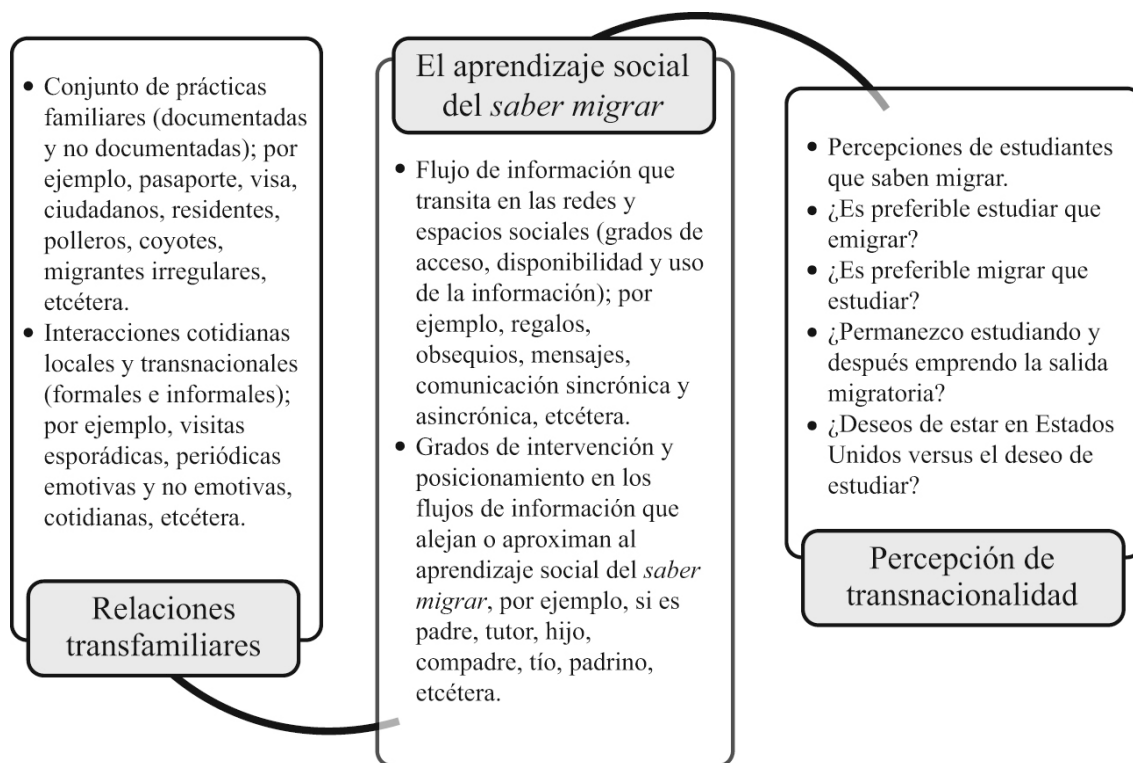 • Conjunto de prácticas
familiares (documentadas
y no documentadas); por
ejemplo, pasaporte, visa,
ciudadanos, residentes,
polleros, coyotes,
migrantes irregulares,
etcétera.
• Interacciones cotidianas
locales y transnacionales
(formales e informales);
por ejemplo, visitas
esporádicas, periódicas
emotivas y no emotivas,
cotidianas, etcétera.
Relaciones
transfamiliares
El aprendizaje social
del saber migrar
• Flujo de información que
transita en las redes y
espacios sociales (grados de
acceso, disponibilidad y uso
de la información); por
ejemplo, regalos,
obsequios, mensajes,
comunicación sincrónica y
asincrónica, etcétera.
• Grados de intervención y
posicionamiento en los
flujos de información que
alejan o aproximan al
aprendizaje social del saber
migrar, por ejemplo, si es
padre, tutor, hijo,
compadre, tío, padrino,
etcétera.
• Percepciones de estudiantes
que saben migrar.
• ¿Es preferible estudiar que
emigrar?
• ¿Es preferible migrar que
estudiar?
• ¿Permanezco estudiando y
después emprendo la salida
migratoria?
• ¿Deseos de estar en Estados
Unidos versus el deseo de
estudiar?
Percepción de
transnacionalidad